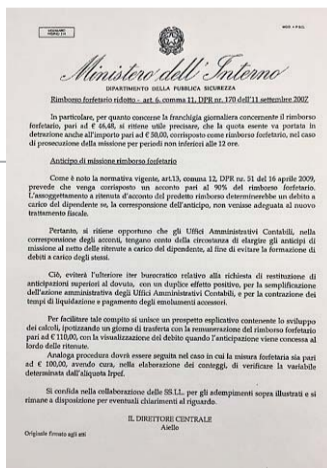 MOD. 4 P.S.C.
Ministero dell'Interno
DIPARTIMENTO DELLA PUBBLICA SICUREZZA
Rimborso forfetario ridotto - art. 6, comma 11, DPR nr. 170 dell'11 settembre 2007
In particolare, per quanto concerne la franchigia giornaliera concernente il rimborso
forfetario, pari ad € 46,48, si ritiene utile precisare, che la quota esente va portata in
detrazione anche all'importo pari ad € 50,00, corrisposto come rimborso forfetario, nel caso
di prosecuzione della missione per periodi non inferiori alle 12 ore.
Anticipo di missione rimborso forfetario
Come è noto la normativa vigente, art.13, comma 12, DPR nr. 51 del 16 aprile 2009,
prevede che venga corrisposto un acconto pari al 90% del rimborso forfetario.
L'assoggettamento a ritenuta d'acconto del predetto rimborso determinerebbe un debito a
carico del dipendente se, la corresponsione dell'anticipo, non venisse adeguata al nuovo
trattamento fiscale.
Pertanto, si ritiene opportuno che gli Uffici Amministrativi Contabili, nella
corresponsione degli acconti, tengano conto della circostanza di elargire gli anticipi di
missione al netto delle ritenute a carico del dipendente, al fine di evitare la formazione di
debiti a carico degli stessi.
Ciò, eviterà l'ulteriore iter burocratico relativo alla richiesta di restituzione di
anticipazioni superiori al dovuto, con un duplice effetto positivo, per la semplificazione
dell'azione amministrativa degli Uffici Amministrativi Contabili, e per la contrazione dei
tempi di liquidazione e pagamento degli emolumenti accessori.
Per facilitare tale compito si unisce un prospetto esplicativo contenente lo sviluppo
dei calcoli, ipotizzando un giorno di trasferta con la remunerazione del rimborso forfetario
pari ad € 110,00, con la visualizzazione del debito quando l'anticipazione viene concessa al
lordo delle ritenute.
Analoga procedura dovrà essere seguita nel caso in cui la misura forfetaria sia pari
ad € 100,00, avendo cura, nella elaborazione dei conteggi, di verificare la variabile
determinata dall'aliquota Irpef.
Si confida nella collaborazione delle SS.LL. per gli adempimenti sopra illustrati e si
rimane a disposizione per eventuali chiarimenti al riguardo.
IL DIRETTORE CENTRALE
Aiello
Originale firmato agli atti